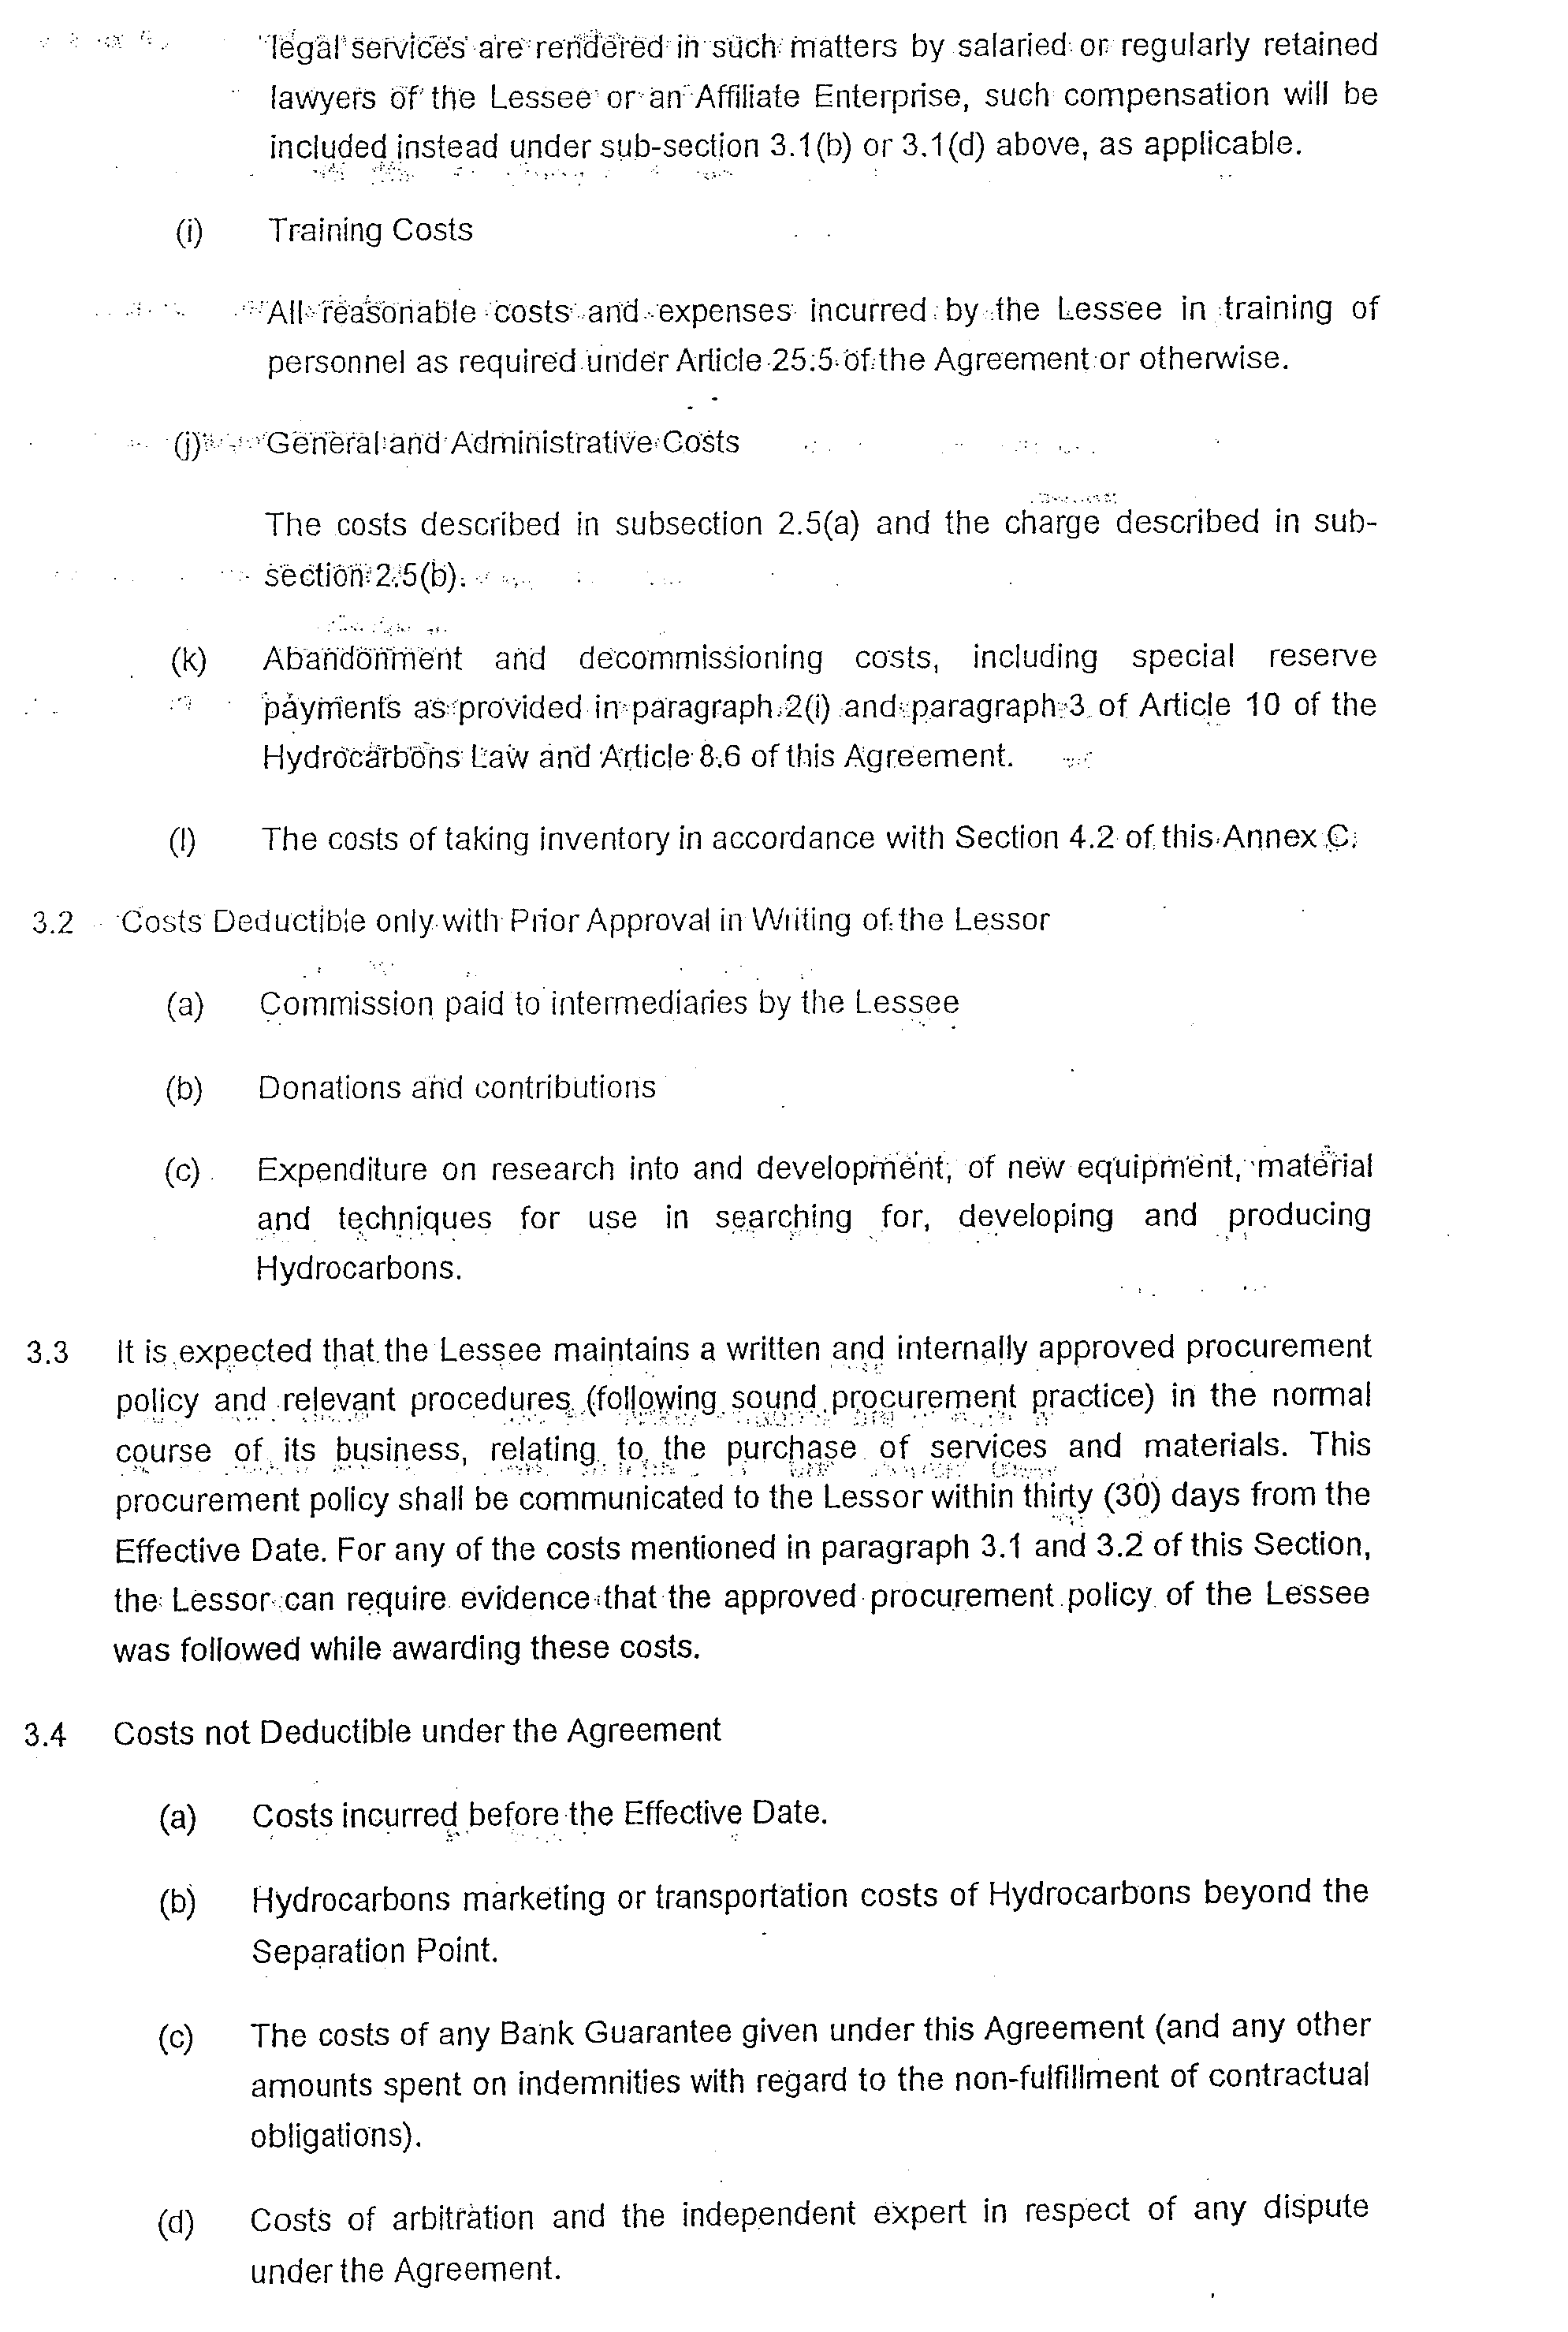 legal services are rendered in such matters by salaried or regularly retained
lawyers of the Lessee or an Affiliate Enterprise, such compensation will be
included instead under sub-section 3.1(b) or 3.1(d) above, as applicable.
(i) Training Costs
All reasonable costs and expenses incurred by the Lessee in training of
personnel as required under Article 25.5 of the Agreement or otherwise.
(j) General and Administrative Costs
The costs described in subsection 2.5(a) and the charge described in sub-
section 2.5(b).
(k) Abandonment and decommissioning costs, including special reserve
payments as provided in paragraph 2(i) and paragraph 3 of Article 10 of the
Hydrocarbons Law and Article 8.6 of this Agreement.
(l) The costs of taking inventory in accordance with Section 4.2 of this Annex C.
3.2 Costs Deductible only with Prior Approval in Writing of the Lessor
(a) Commission paid to intermediaries by the Lessee
(b) Donations and contributions
(c) Expenditure on research into and development, of new equipment, material
and techniques for use in searching for, developing and producing
Hydrocarbons.
3.3 It is expected that the Lessee maintains a written and internally approved procurement
policy and relevant procedures (following sound procurement practice) in the normal
course of its business, relating to the purchase of services and materials. This
procurement policy shall be communicated to the Lessor within thirty (30) days from the
Effective Date. For any of the costs mentioned in paragraph 3.1 and 3.2 of this Section,
the Lessor can require evidence that the approved procurement policy of the Lessee
was followed while awarding these costs.
3.4 Costs not Deductible under the Agreement
(a) Costs incurred before the Effective Date.
(b) Hydrocarbons marketing or transportation costs of Hydrocarbons beyond the
Separation Point.
(c) The costs of any Bank Guarantee given under this Agreement (and any other
amounts spent on indemnities with regard to the non-fulfillment of contractual
obligations).
(d) Costs of arbitration and the independent expert in respect of any dispute
under the Agreement.